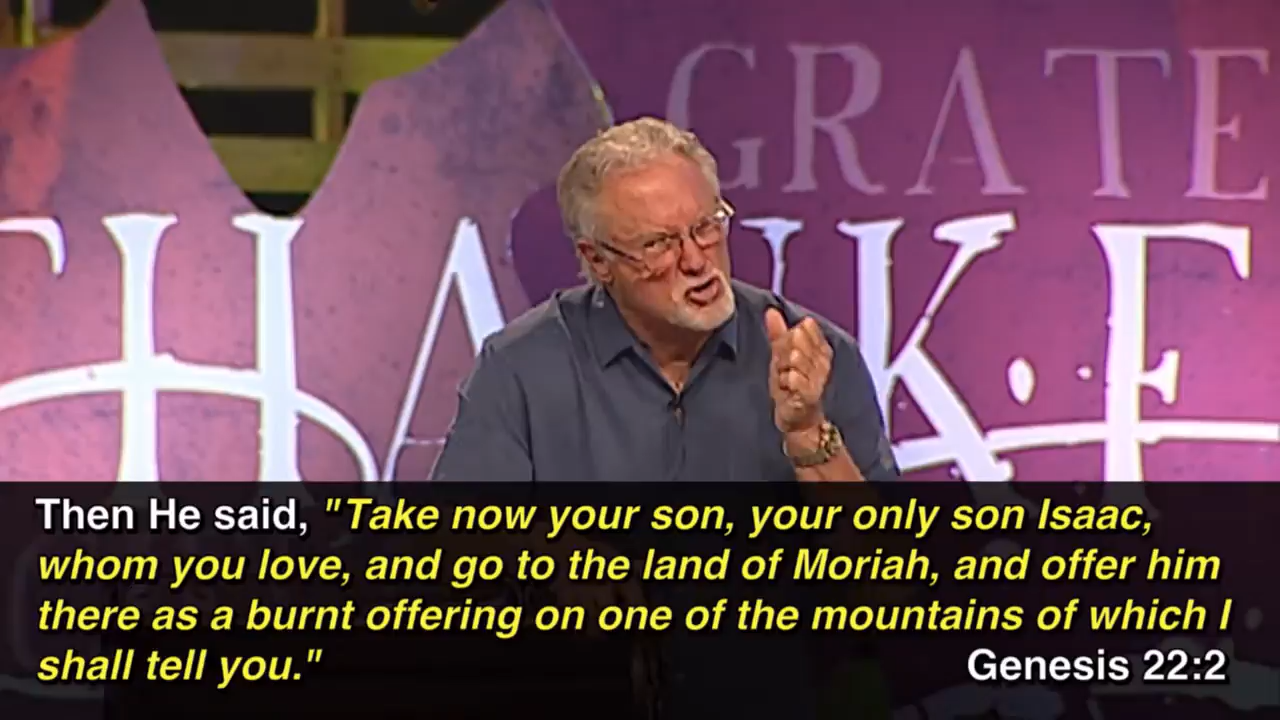 GRATE
THANK·F
Then He said, "Take now your son, your only son Isaac,
whom you love, and go to the land of Moriah, and offer him
there as a burnt offering on one of the mountains of which I
shall tell you."
Genesis 22:2